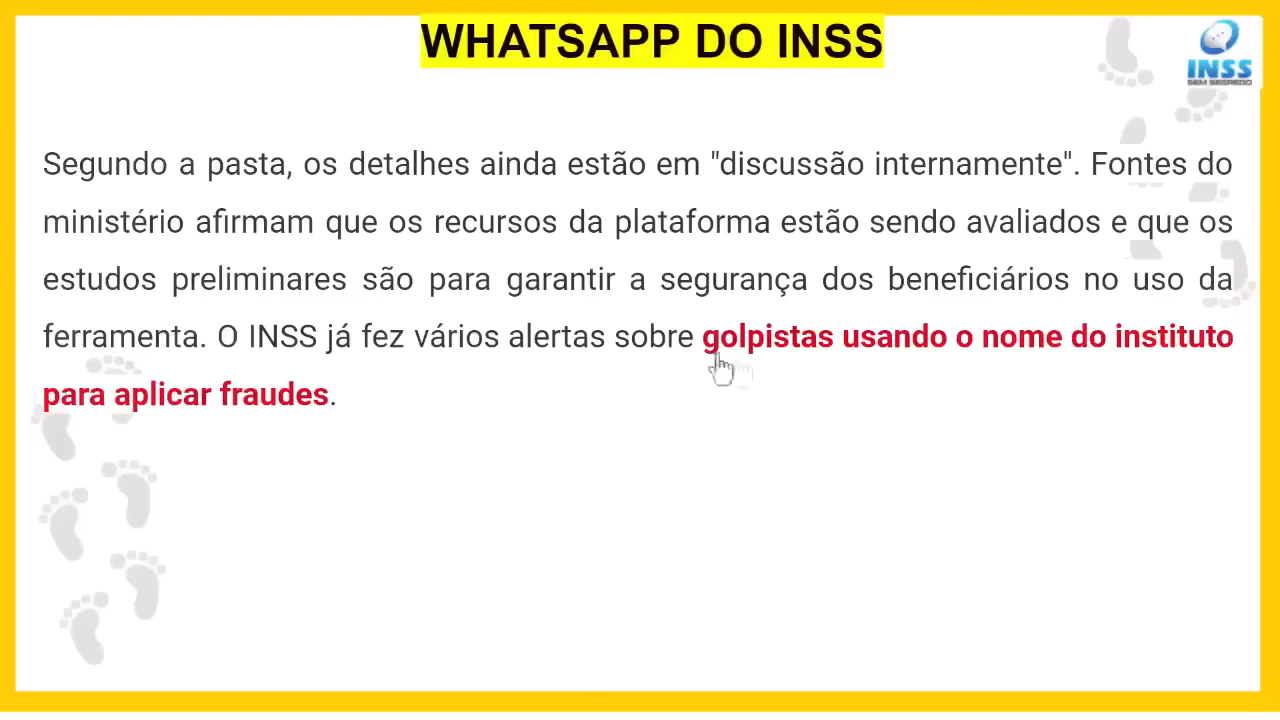 WHATSAPP DO INSS
INSS
SEM SEGREDO
Segundo a pasta, os detalhes ainda estão em "discussão internamente". Fontes do
ministério afirmam que os recursos da plataforma estão sendo avaliados e que os
estudos preliminares são para garantir a segurança dos beneficiários no uso da
ferramenta. O INSS já fez vários alertas sobre golpistas usando o nome do instituto
para aplicar fraudes.